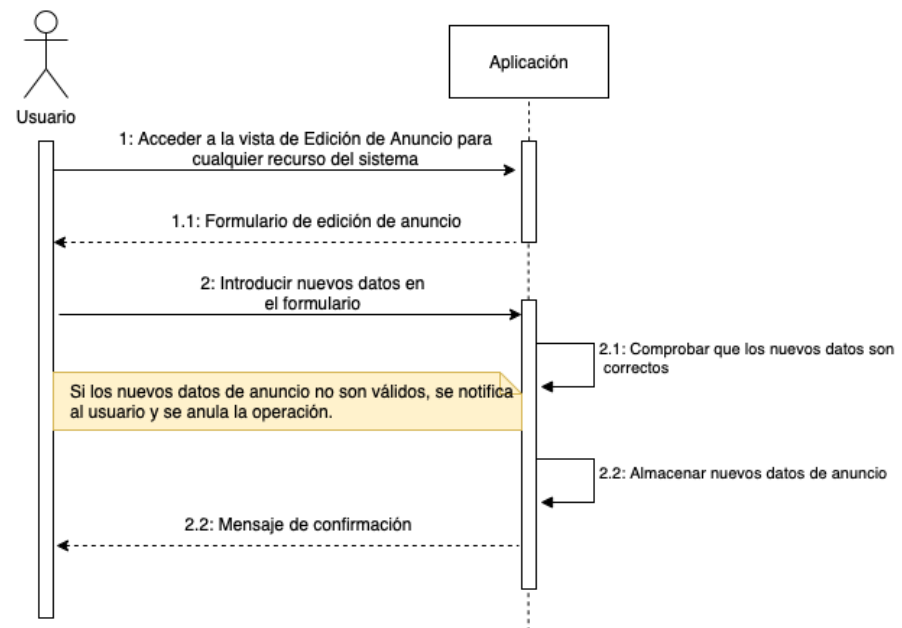 Usuario
Aplicación
1: Acceder a la vista de Edición de Anuncio para
cualquier recurso del sistema
1.1: Formulario de edición de anuncio
2: Introducir nuevos datos en
el formulario
2.1: Comprobar que los nuevos datos son
correctos
Si los nuevos datos de anuncio no son válidos, se notifica
al usuario y se anula la operación.
2.2: Almacenar nuevos datos de anuncio
2.2: Mensaje de confirmación